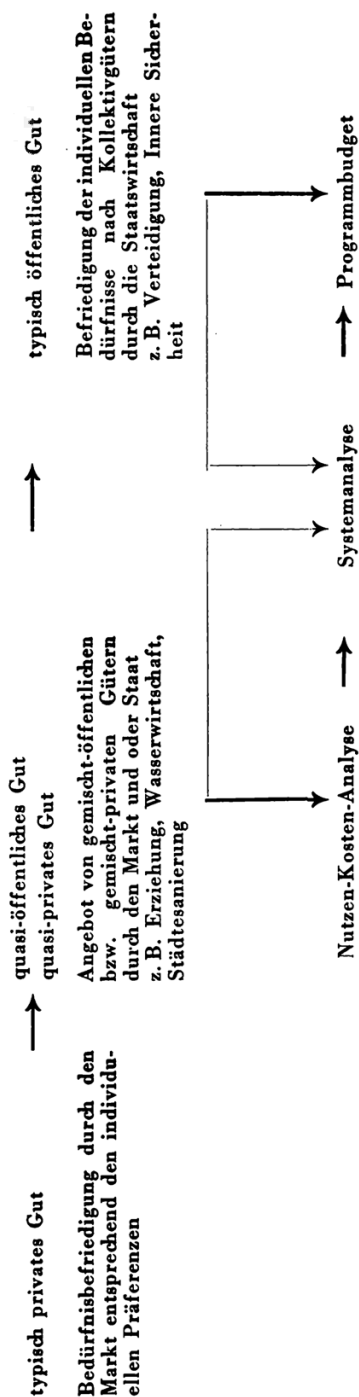 typisch privates Gut
Bedürfnisbefriedigung durch den
Markt entsprechend den individu-
ellen Präferenzen
quasi-öffentliches Gut
quasi-privates Gut
Angebot von gemischt-öffentlichen
bzw. gemischt-privaten Gütern
durch den Markt und oder Staat
z. B. Erziehung, Wasserwirtschaft,
Städtesanierung
typisch öffentliches Gut
Befriedigung der individuellen Be-
dürfnisse nach Kollektivgütern
durch die Staatswirtschaft
z. B. Verteidigung, Innere Sicher-
heit
Nutzen-Kosten-Analyse
Systemanalyse
Programmbudget